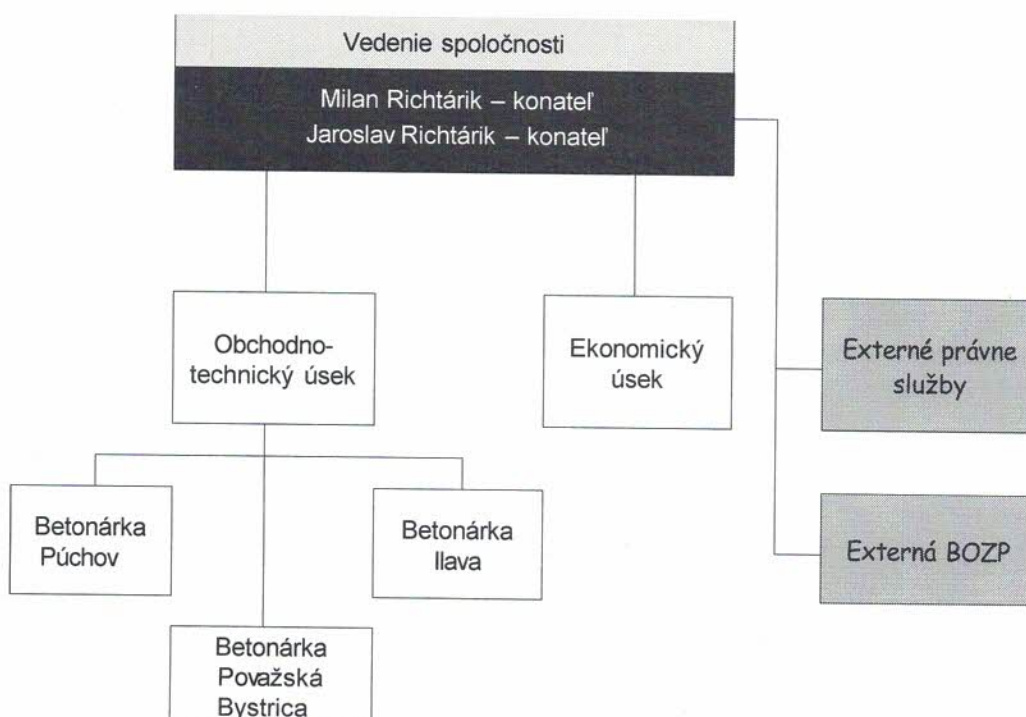 Vedenie spoločnosti
Milan Richtárik – konateľ
Jaroslav Richtárik – konateľ
Obchodno-
technický úsek
Ekonomický
úsek
Externé právne
služby
Betonárka
Púchov
Betonárka
Ilava
Externá BOZP
Betonárka
Považská
Bystrica